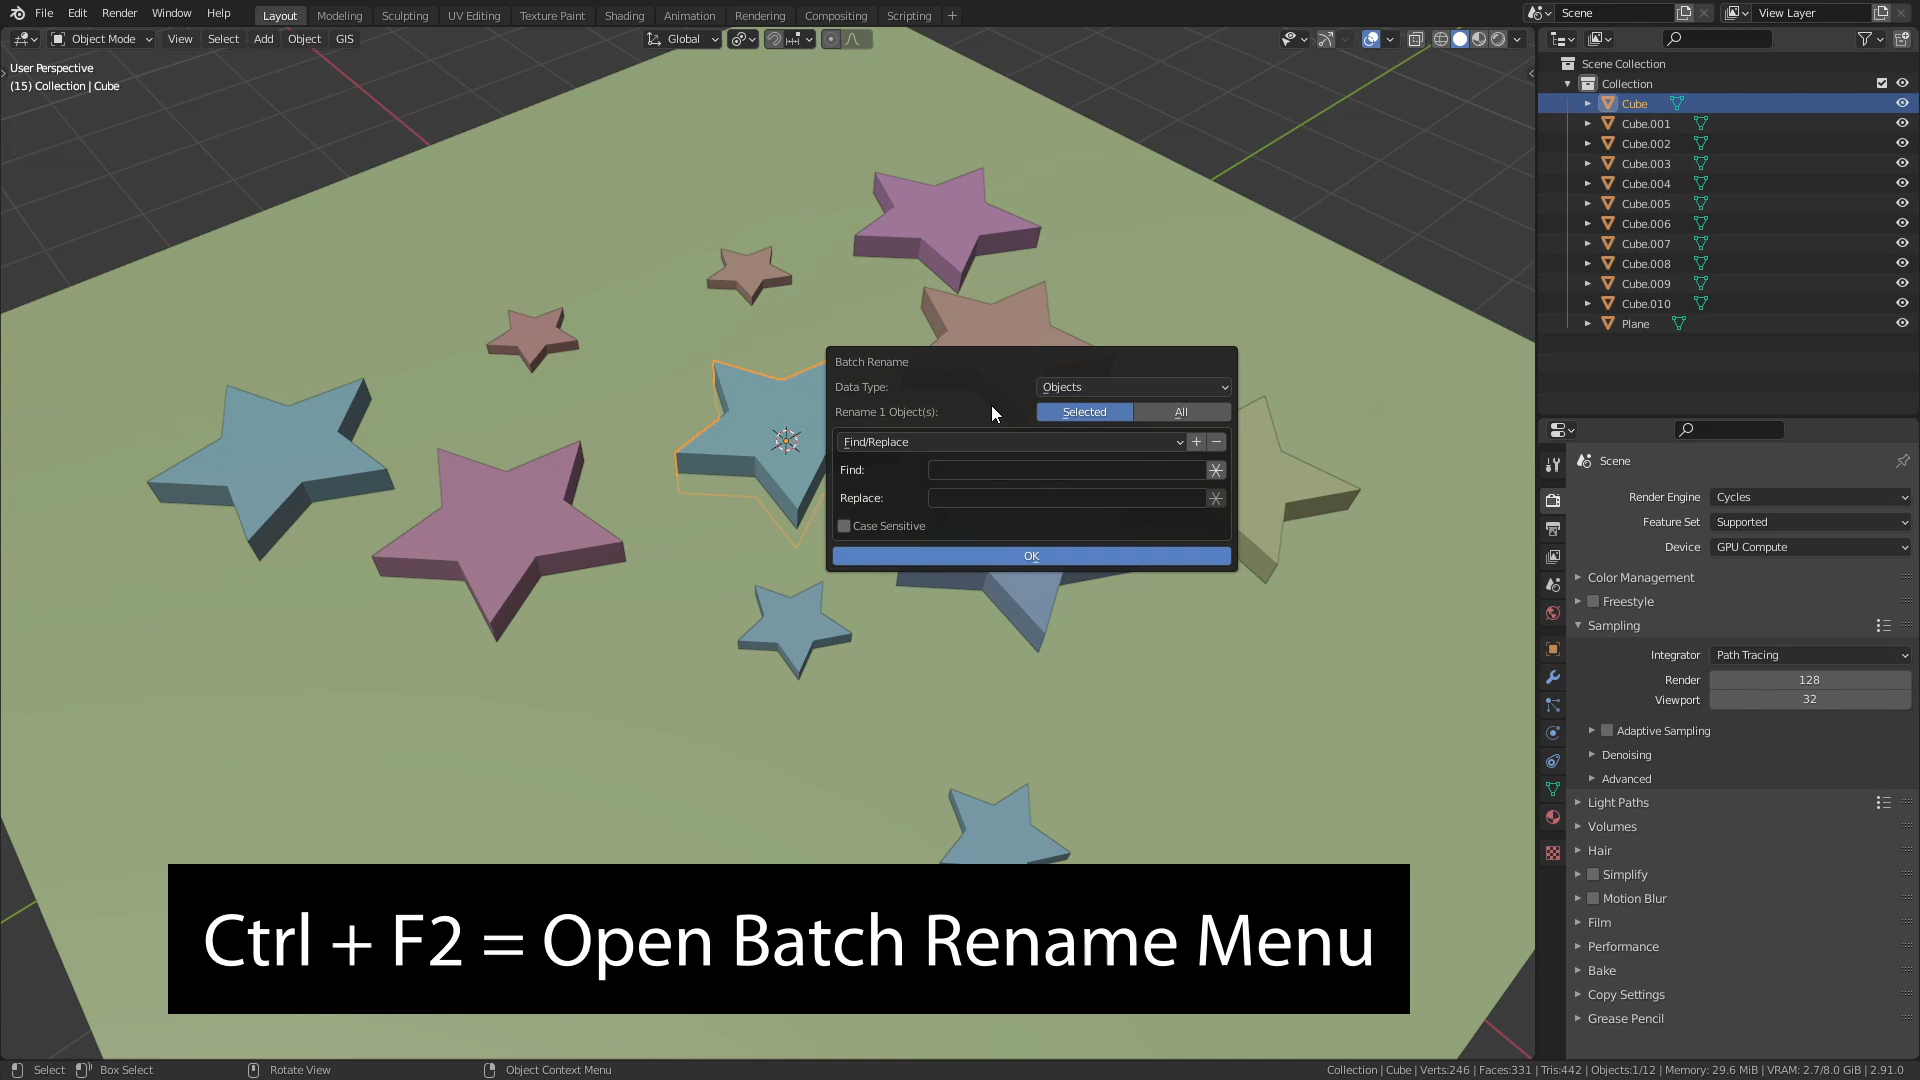 File Edit Render Window Help Layout Modeling Sculpting UV Editing Texture Paint Shading Animation Rendering Compositing Scripting + Scene View Layer
Object Mode View Select Add Object GIS Global
User Perspective
(15) Collection | Cube
Scene Collection
Collection
Cube
Cube.001
Cube.002
Cube.003
Cube.004
Cube.005
Cube.006
Cube.007
Cube.008
Cube.009
Cube.010
Plane
Batch Rename
Data Type: Objects
Rename 1 Object(s): Selected All
Find/Replace
Find:
Replace:
Case Sensitive
OK
Scene
Render Engine Cycles
Feature Set Supported
Device GPU Compute
Color Management
Freestyle
Sampling
Integrator Path Tracing
Render 128
Viewport 32
Adaptive Sampling
Denoising
Advanced
Light Paths
Volumes
Hair
Simplify
Motion Blur
Film
Performance
Bake
Copy Settings
Grease Pencil
Ctrl + F2 = Open Batch Rename Menu
Select Box Select Rotate View Object Context Menu Collection | Cube | Verts:246 | Faces:331 | Tris:442 | Objects:1/12 | Memory: 29.6 MiB | VRAM: 2.7/8.0 GiB | 2.91.0